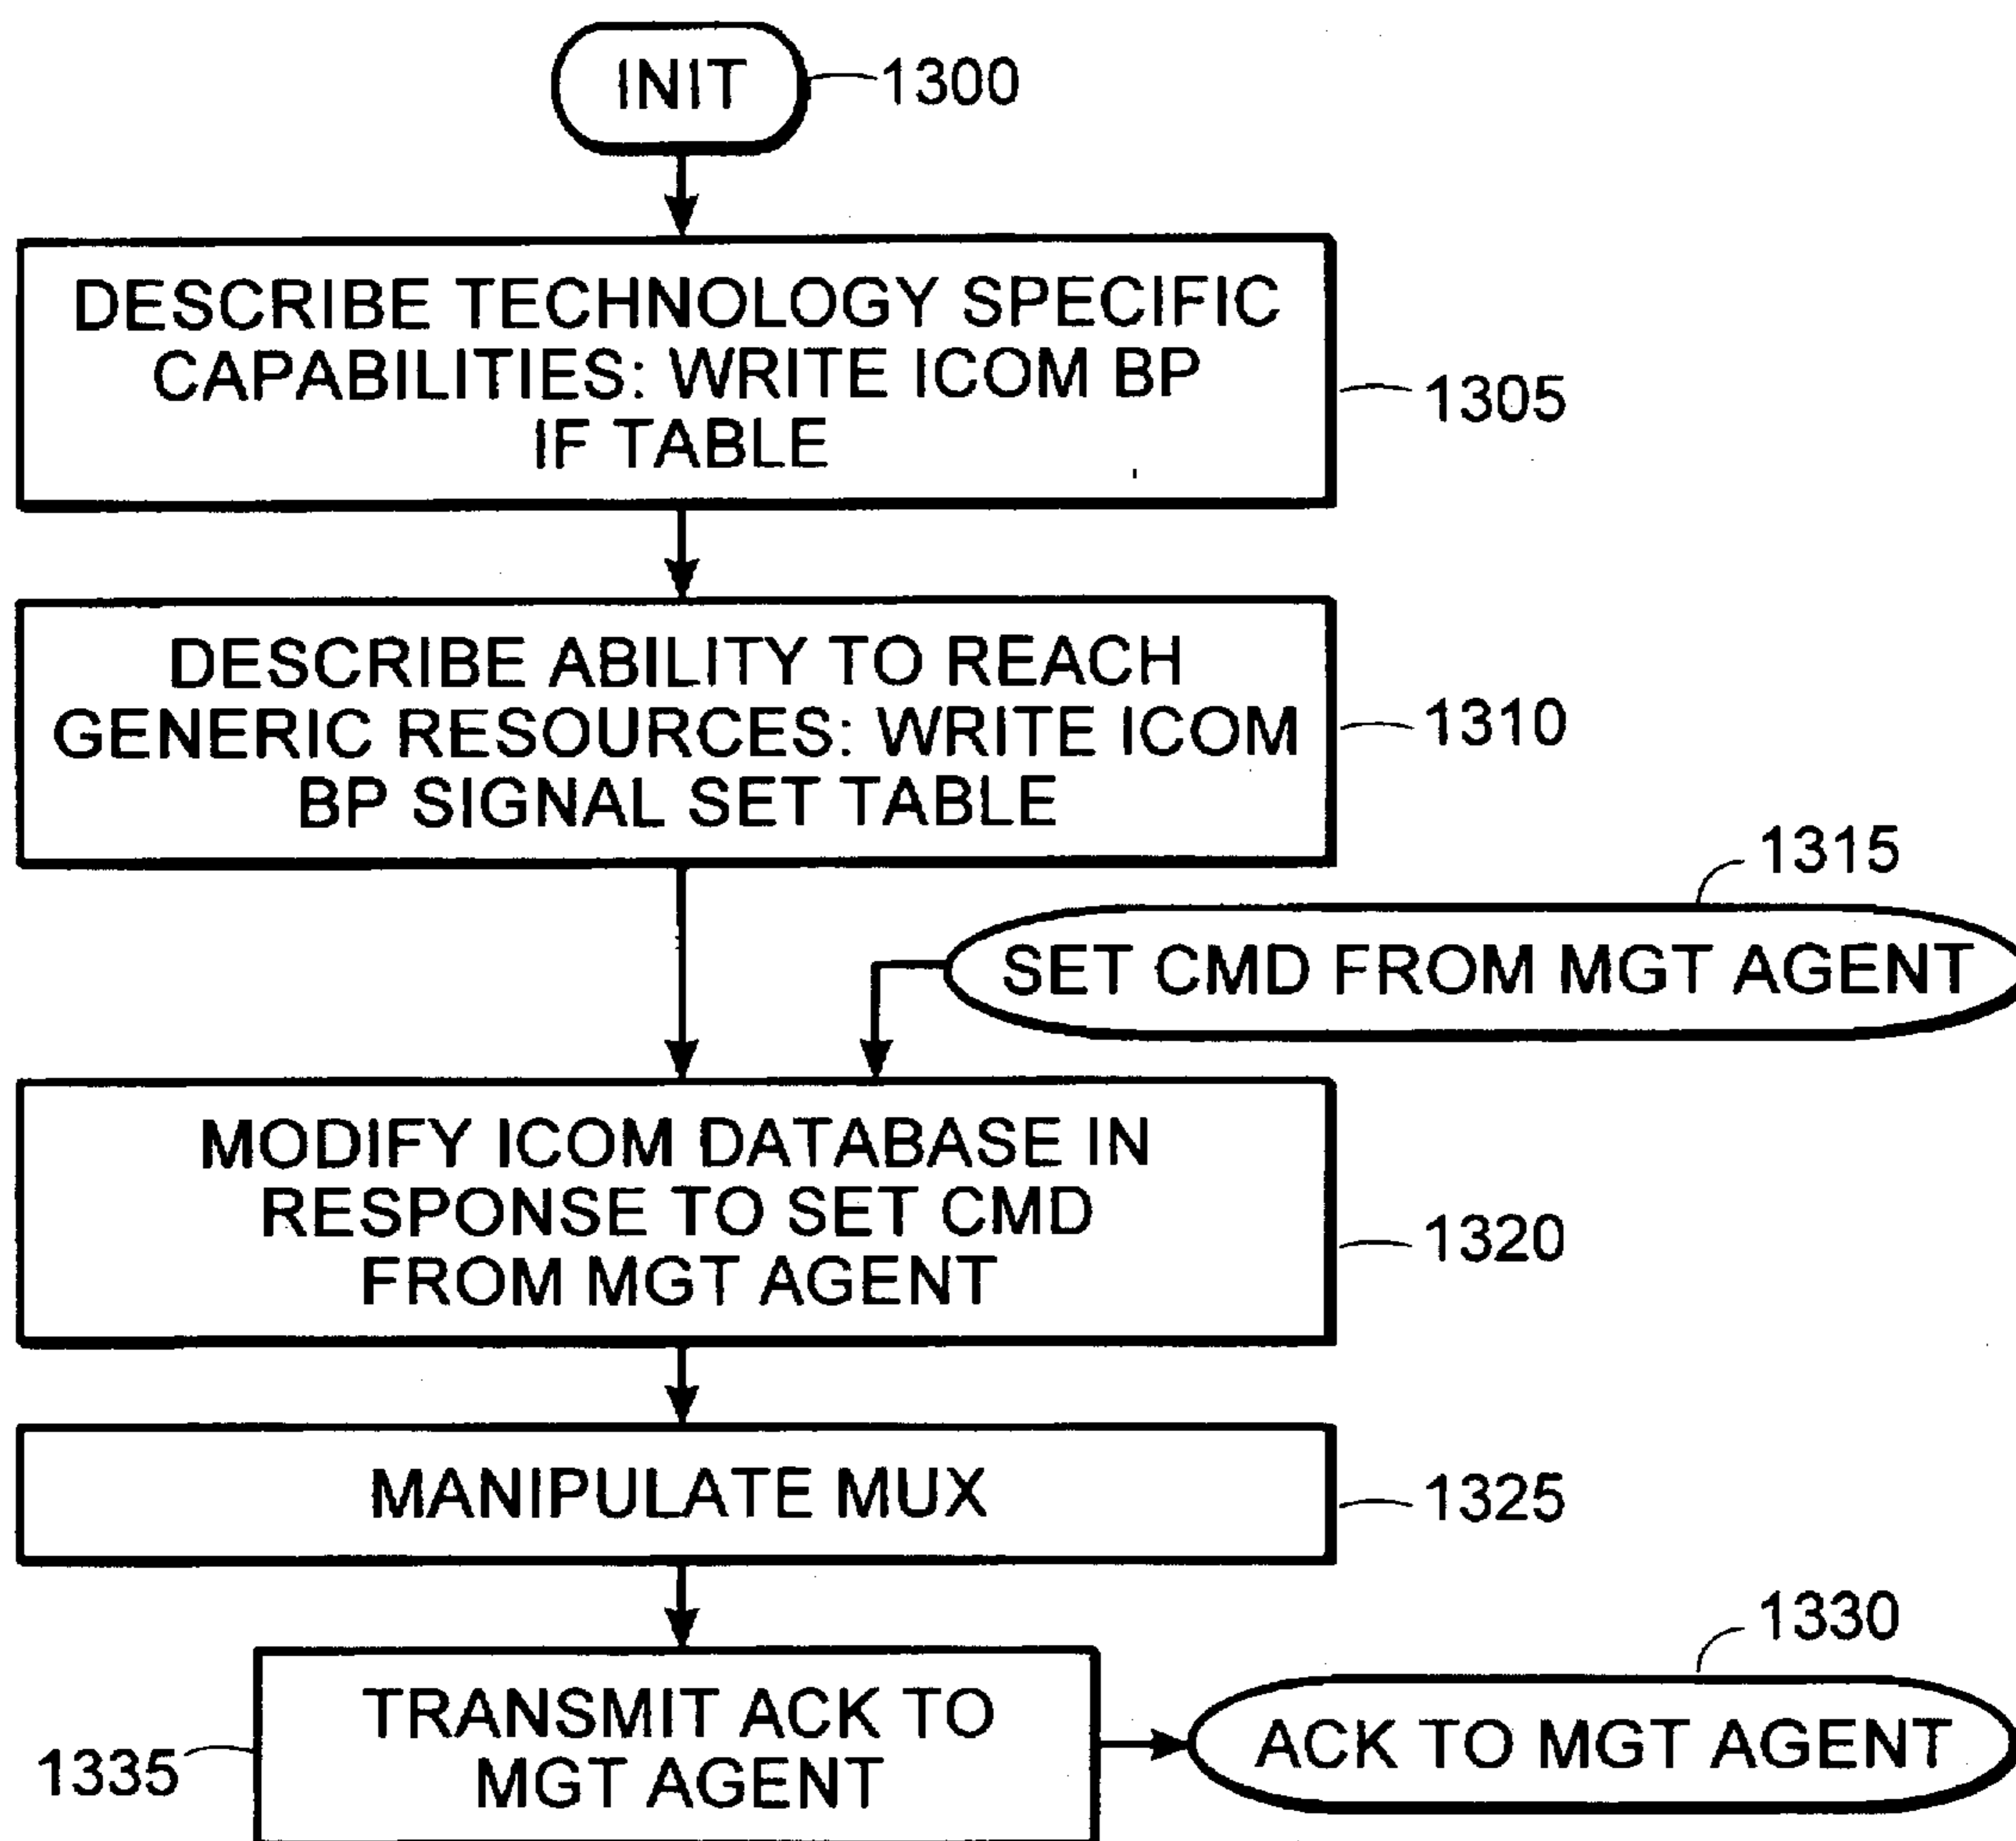 INIT
1300
DESCRIBE TECHNOLOGY SPECIFIC
CAPABILITIES: WRITE ICOM BP
IF TABLE
1305
DESCRIBE ABILITY TO REACH
GENERIC RESOURCES: WRITE ICOM
BP SIGNAL SET TABLE
1310
1315
SET CMD FROM MGT AGENT
MODIFY ICOM DATABASE IN
RESPONSE TO SET CMD
FROM MGT AGENT
1320
MANIPULATE MUX
1325
1330
TRANSMIT ACK TO
MGT AGENT
1335
ACK TO MGT AGENT